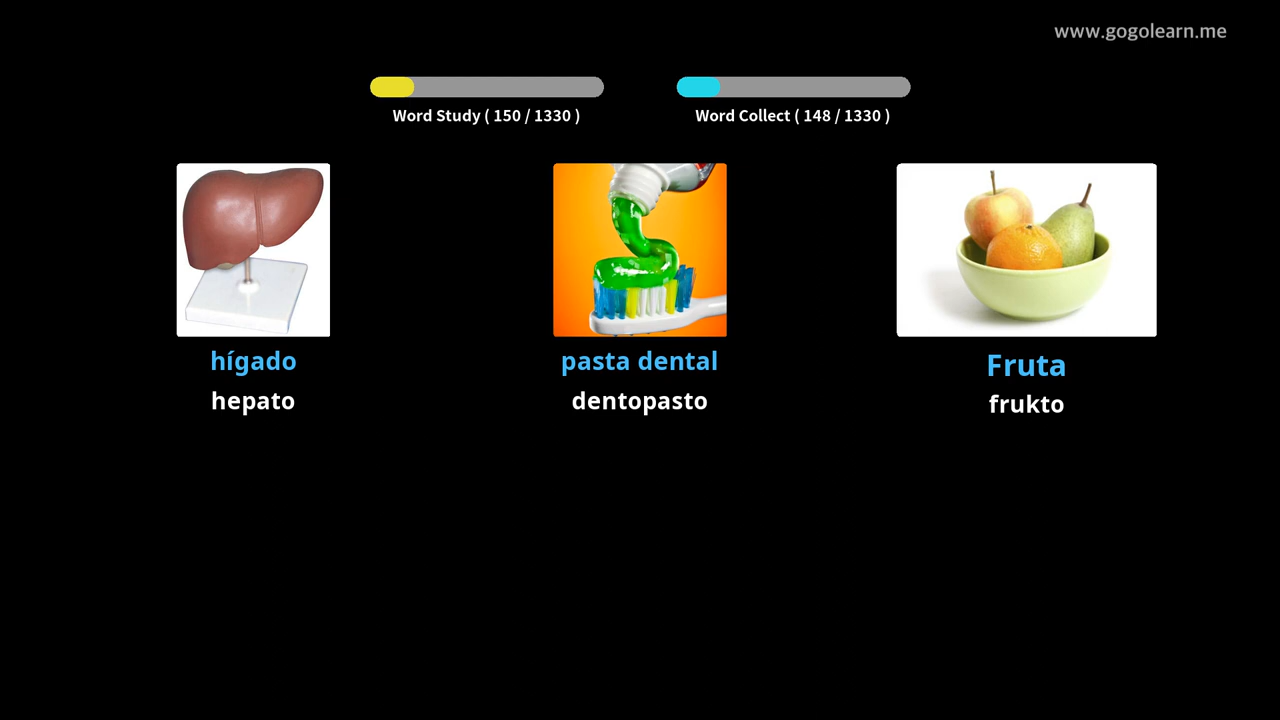 www.gogolearn.me
Word Study ( 150 / 1330 )
Word Collect ( 148 / 1330 )
hígado
hepato
pasta dental
dentopasto
Fruta
frukto